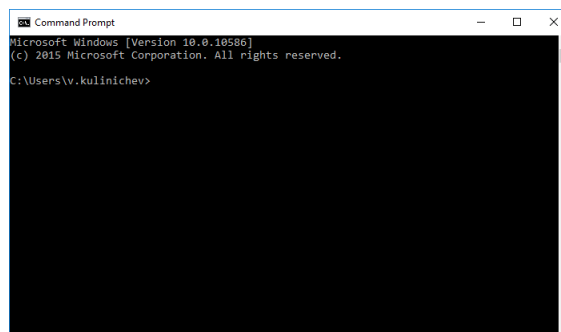 Command Prompt
Microsoft Windows [Version 10.0.10586]
(c) 2015 Microsoft Corporation. All rights reserved.
C:\Users\v.kulinichev>